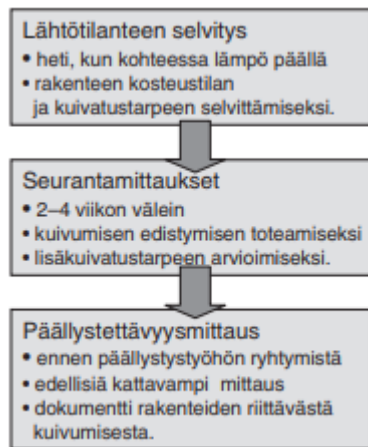 Lähtötilanteen selvitys
• heti, kun kohteessa lämpö päällä
• rakenteen kosteustilan
ja kuivatustarpeen selvittämiseksi.
Seurantamittaukset
• 2–4 viikon välein
• kuivumisen edistymisen toteamiseksi
• lisäkuivatustarpeen arvioimiseksi.
Päällystettävyysmittaus
• ennen päällystystyöhön ryhtymistä
• edellisiä kattavampi mittaus
• dokumentti rakenteiden riittävästä
kuivumisesta.